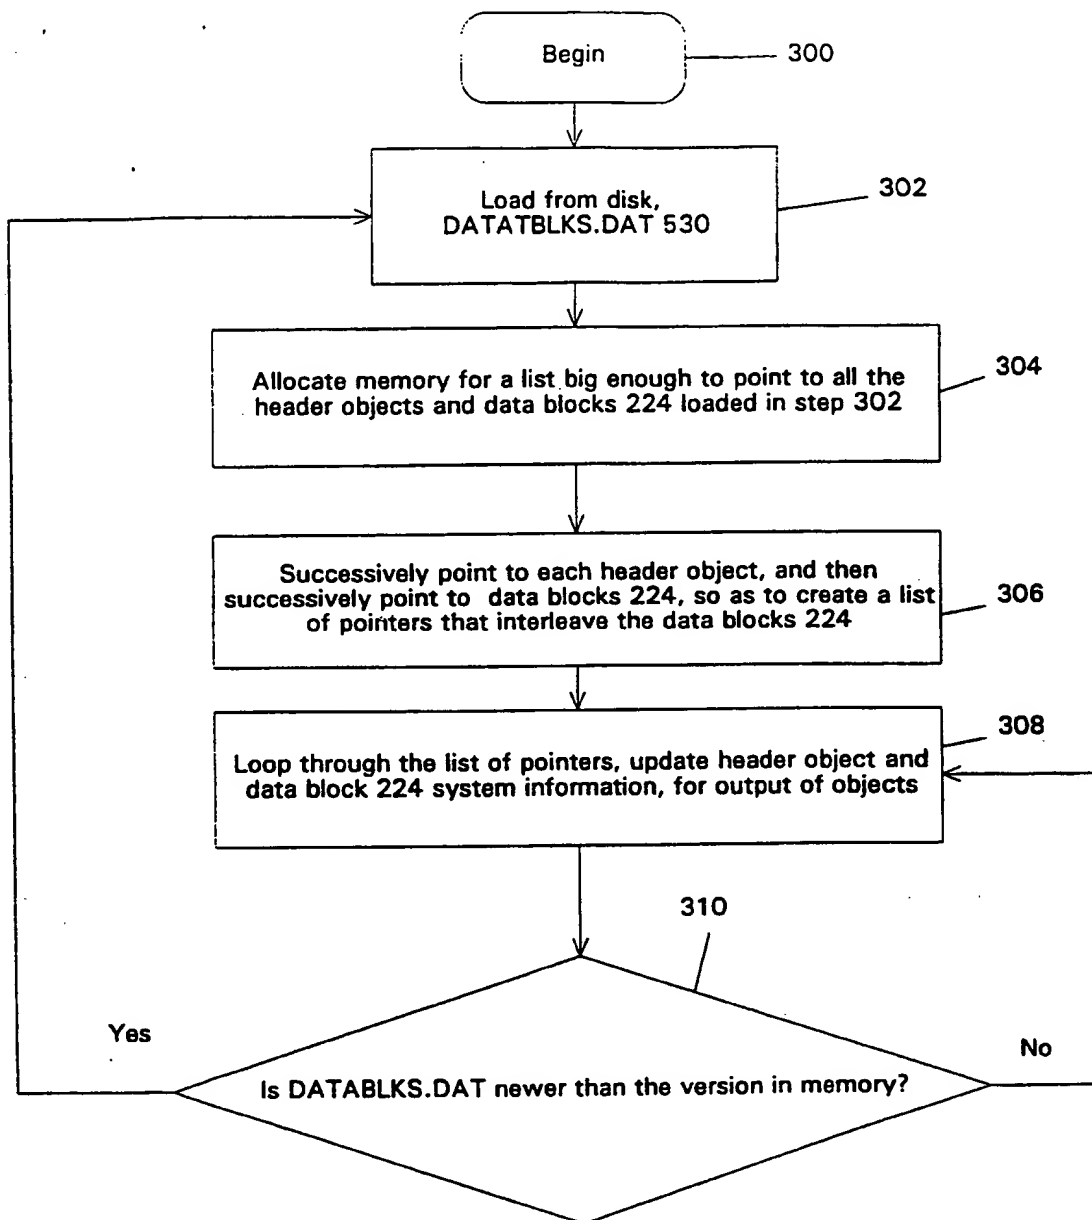 Begin
300
Load from disk,
DATATBLKS.DAT 530
302
Allocate memory for a list big enough to point to all the
header objects and data blocks 224 loaded in step 302
304
Successively point to each header object, and then
successively point to data blocks 224, so as to create a list
of pointers that interleave the data blocks 224
306
Loop through the list of pointers, update header object and
data block 224 system information, for output of objects
308
310
Yes
No
Is DATABLKS.DAT newer than the version in memory?